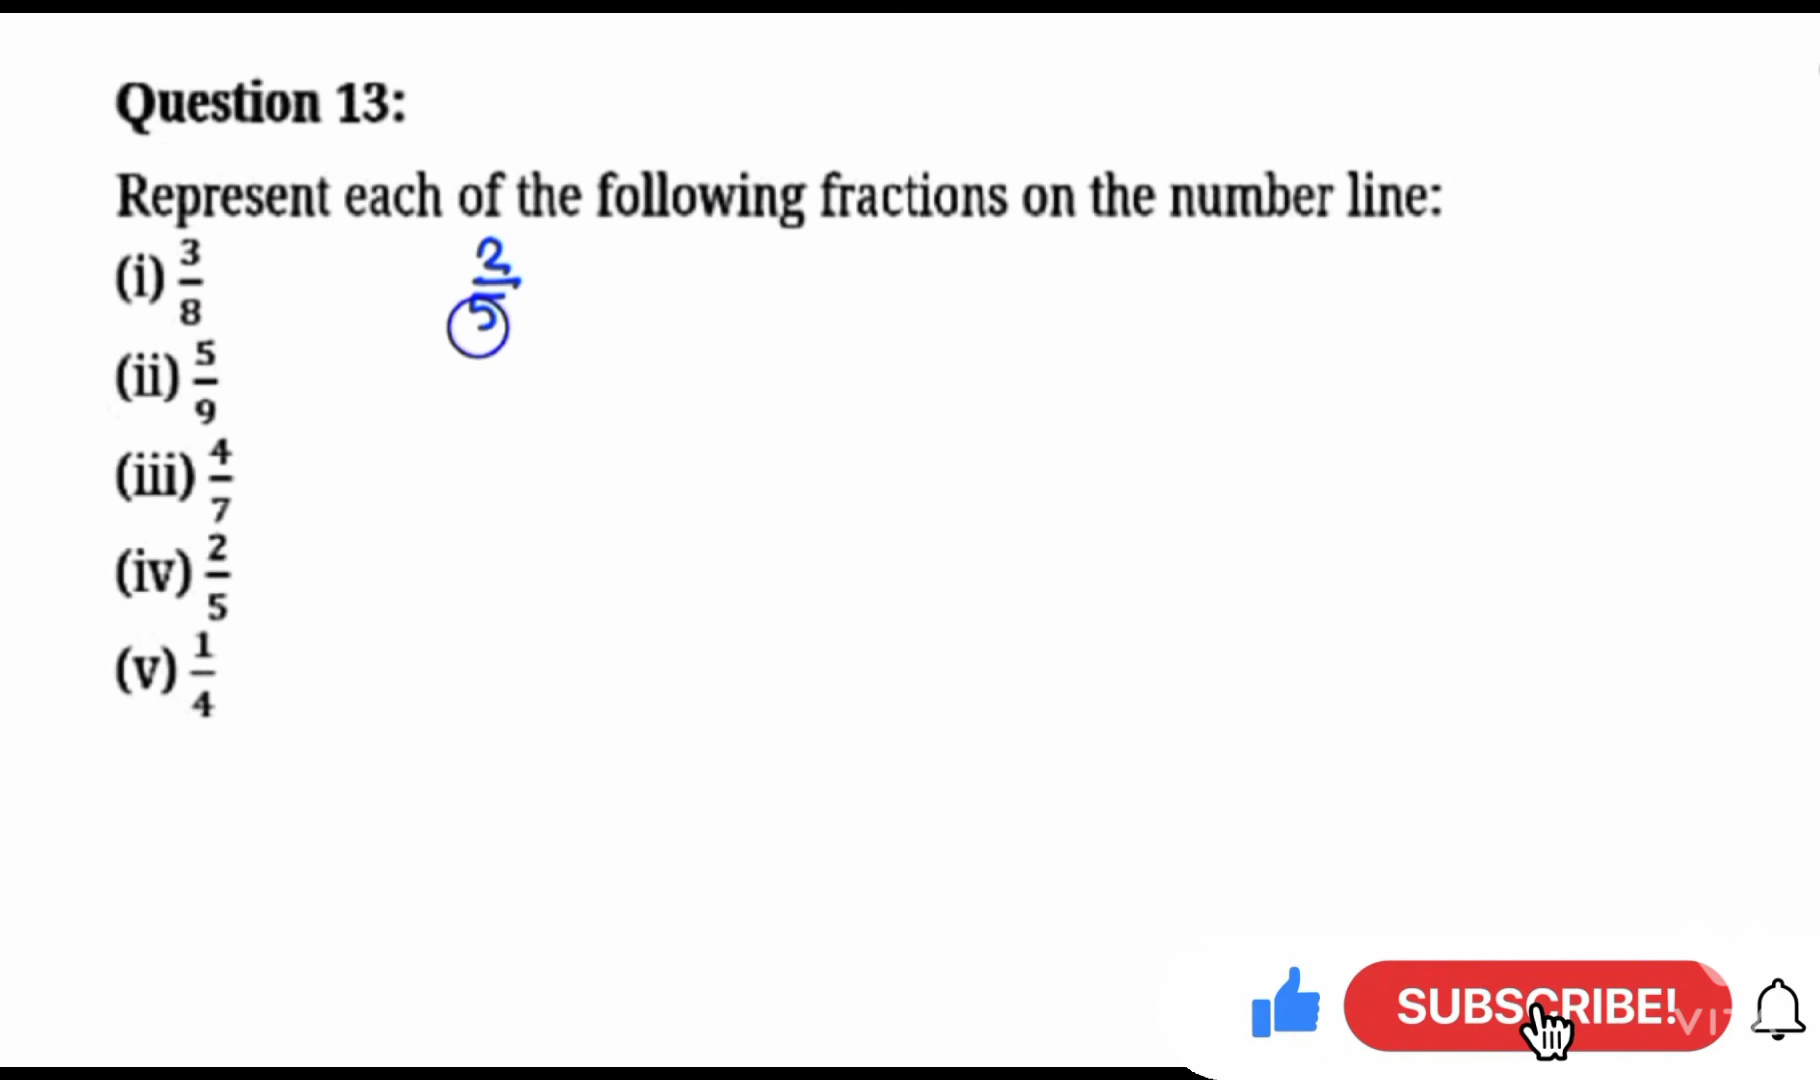 Question 13:
Represent each of the following fractions on the number line:
(i) 3/8
2/5
(ii) 5/9
(iii) 4/7
(iv) 2/5
(v) 1/4
SUBSCRIBE!